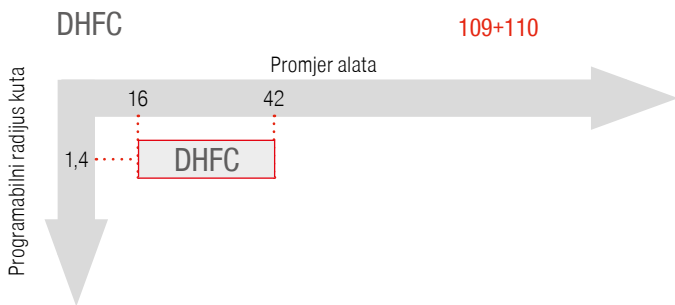 DHFC 109+110
Promjer alata
16 42
1,4 DHFC
Programabilni radijus kuta